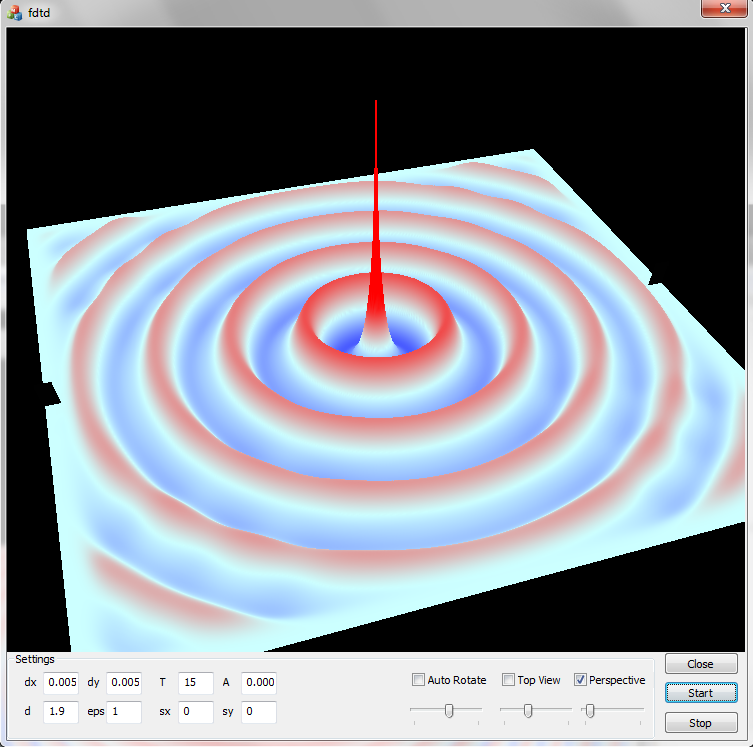 fdtd
Settings
dx 0.005 dy 0.005 T 15 A 0.000
d 1.9 eps 1 sx 0 sy 0
Auto Rotate Top View Perspective
Close
Start
Stop